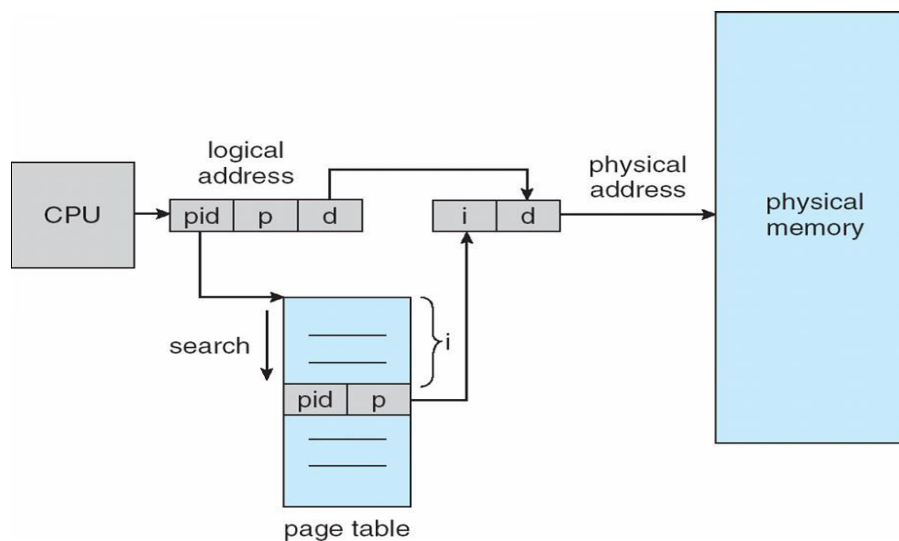 logical
address
physical
address
CPU
pid p d
i d
physical
memory
search
i
pid p
page table